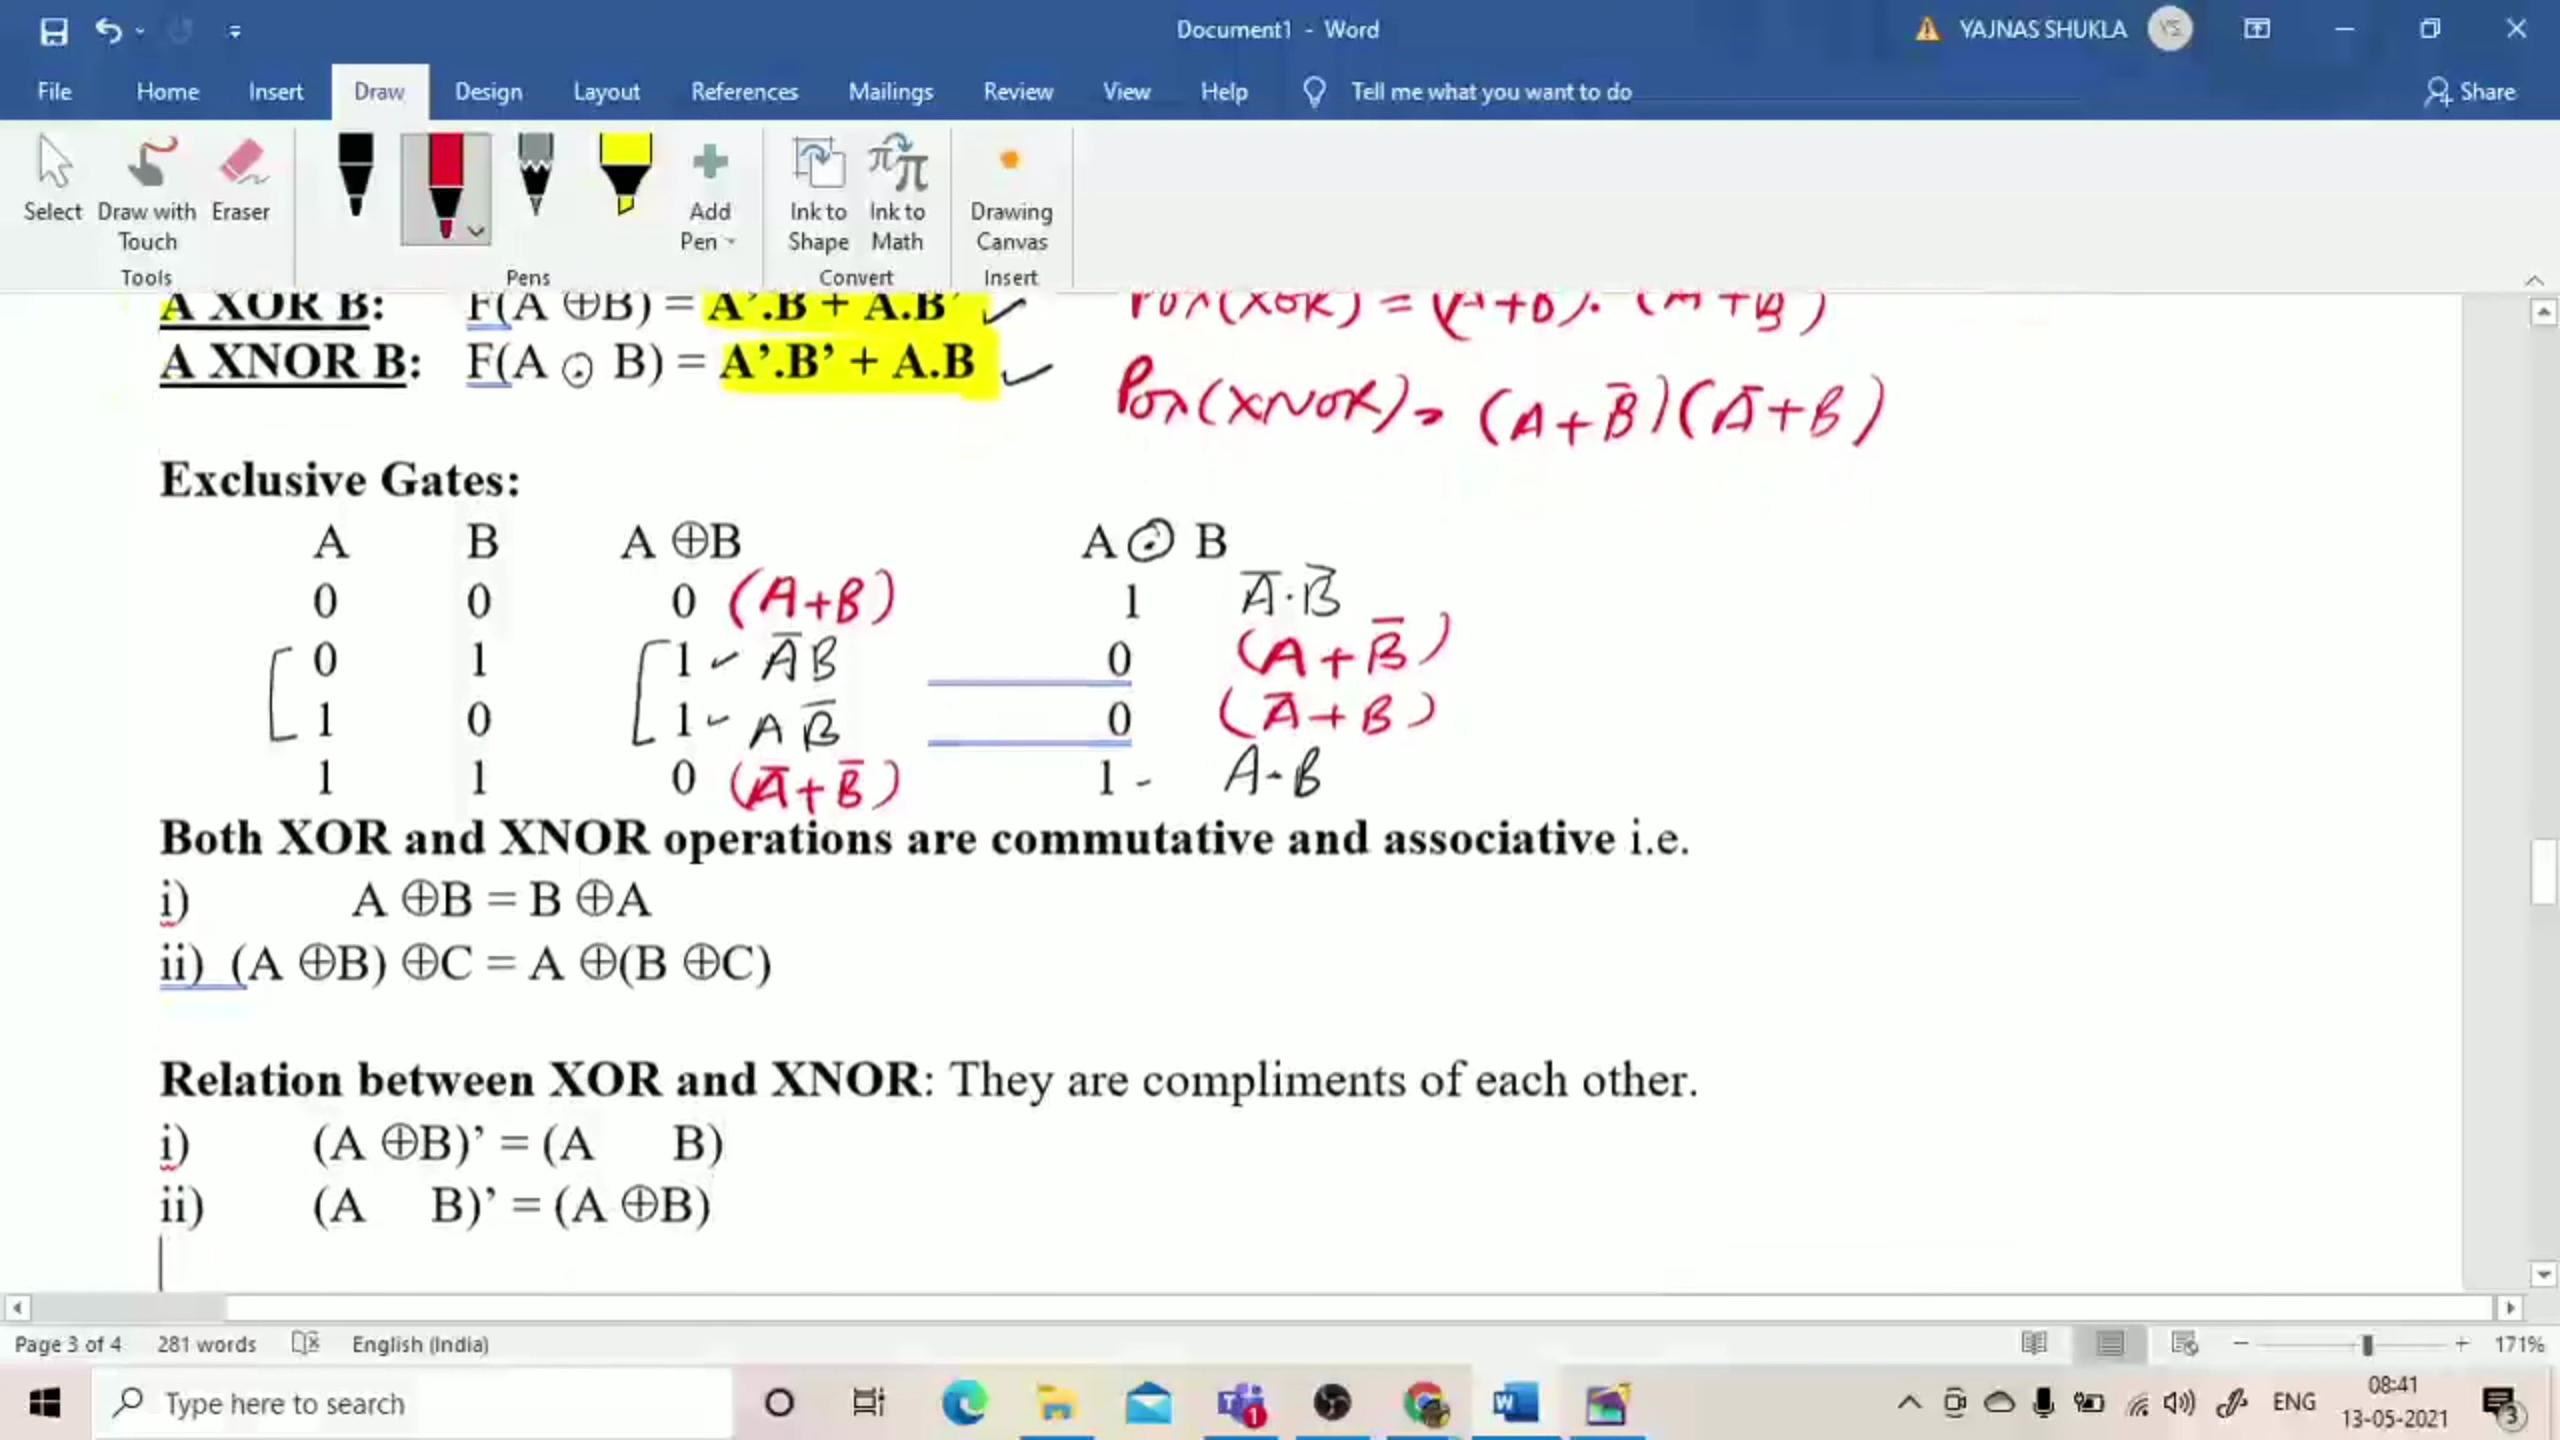 Document1 - Word
YAJNAS SHUKLA YS
File Home Insert Draw Design Layout References Mailings Review View Help Tell me what you want to do Share
Select Draw with Touch Eraser Add Pen Ink to Shape Ink to Math Drawing Canvas
Tools Pens Convert Insert
A XOR B: F(A ⊕B) = A’.B + A.B’
(XOR) = (A+B). (A̅+B̅)
A XNOR B: F(A ⊙ B) = A’.B’ + A.B
(XNOR) = (A+B̅)(A̅+B)
Exclusive Gates:
A B A ⊕B A ⊙ B
0 0 0 (A+B) 1 A̅·B̅
0 1 1 A̅B 0 (A+B̅)
1 0 1 AB̅ 0 (A̅+B)
1 1 0 (A̅+B̅) 1 - A·B
Both XOR and XNOR operations are commutative and associative i.e.
i) A ⊕B = B ⊕A
ii) (A ⊕B) ⊕C = A ⊕(B ⊕C)
Relation between XOR and XNOR: They are compliments of each other.
i) (A ⊕B)’ = (A B)
ii) (A B)’ = (A ⊕B)
Page 3 of 4 281 words English (India) 171%
Type here to search 1 ENG 08:41
13-05-2021 3